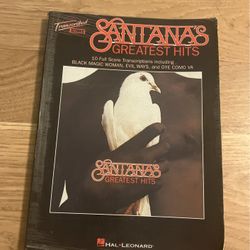 Transcribed
SANTANA'S
GREATEST HITS
10 Full Score Transcriptions including
BLACK MAGIC WOMAN, EVIL WAYS, and OYE COMO VA
SANTANA'S
GREATEST HITS
HAL•LEONARD